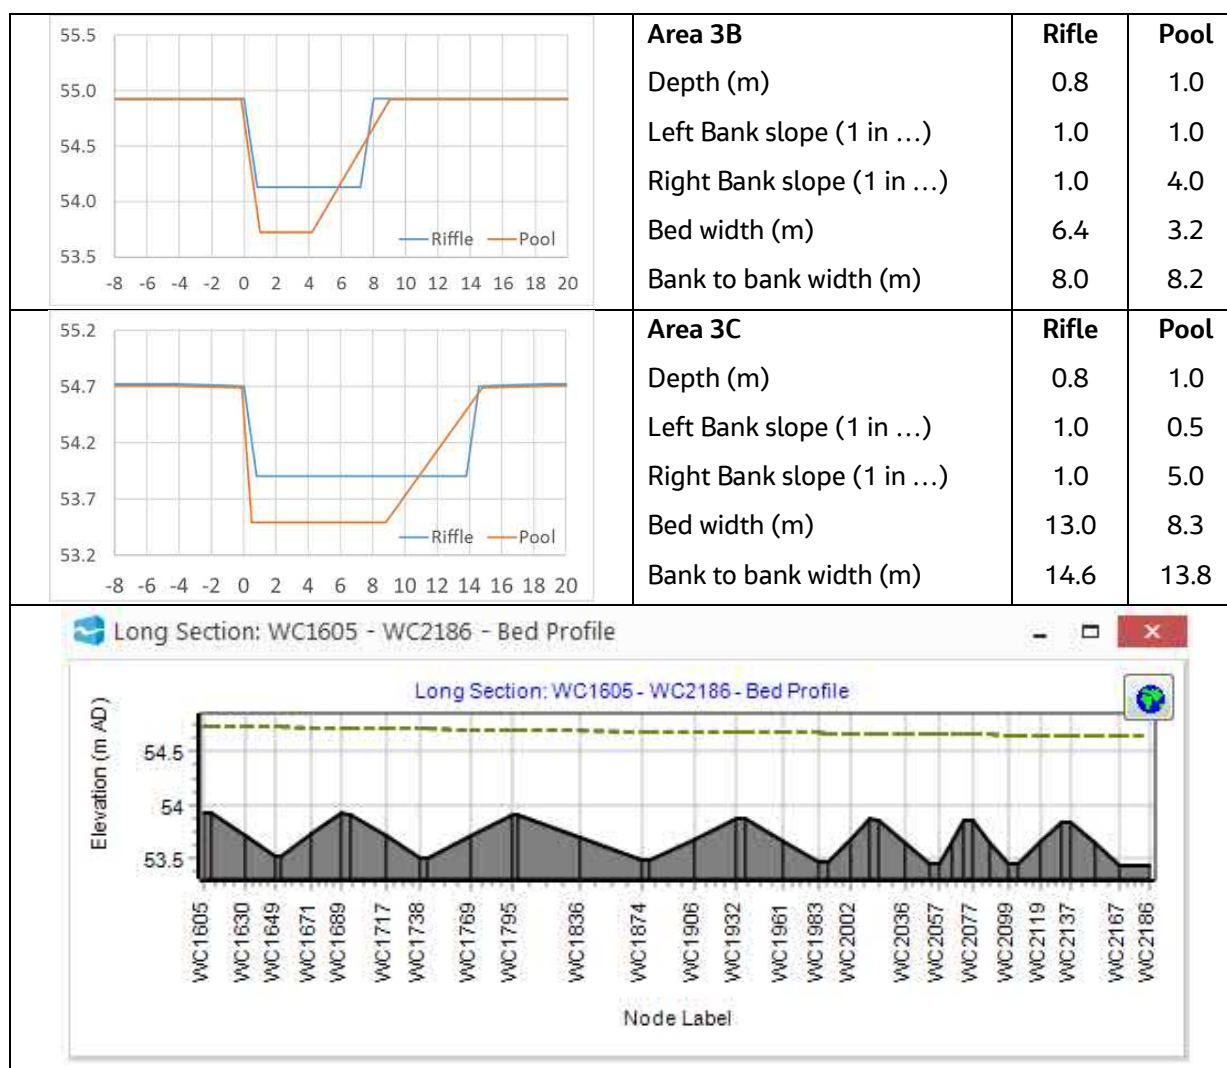 55.5
55.0
54.5
54.0
53.5
-8 -6 -4 -2 0 2 4 6 8 10 12 14 16 18 20
Riffle Pool
Area 3B Rifle Pool
Depth (m) 0.8 1.0
Left Bank slope (1 in …) 1.0 1.0
Right Bank slope (1 in …) 1.0 4.0
Bed width (m) 6.4 3.2
Bank to bank width (m) 8.0 8.2
55.2
54.7
54.2
53.7
53.2
-8 -6 -4 -2 0 2 4 6 8 10 12 14 16 18 20
Riffle Pool
Area 3C Rifle Pool
Depth (m) 0.8 1.0
Left Bank slope (1 in …) 1.0 0.5
Right Bank slope (1 in …) 1.0 5.0
Bed width (m) 13.0 8.3
Bank to bank width (m) 14.6 13.8
Long Section: WC1605 - WC2186 - Bed Profile
Long Section: WC1605 - WC2186 - Bed Profile
Elevation (m AD)
54.5
54
53.5
WC1605
WC1630
WC1649
WC1671
WC1689
WC1717
WC1738
WC1769
WC1795
WC1836
WC1874
WC1906
WC1932
WC1961
WC1983
WC2002
WC2036
WC2057
WC2077
WC2099
WC2119
WC2137
WC2167
WC2186
Node Label